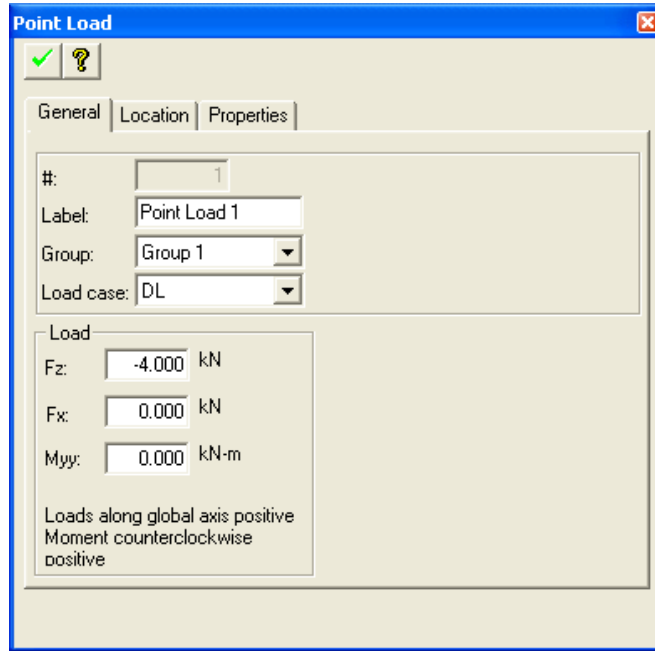 Point Load
General Location Properties
#: 1
Label: Point Load 1
Group: Group 1
Load case: DL
Load
Fz: -4.000 kN
Fx: 0.000 kN
Myy: 0.000 kN-m
Loads along global axis positive
Moment counterclockwise
positive